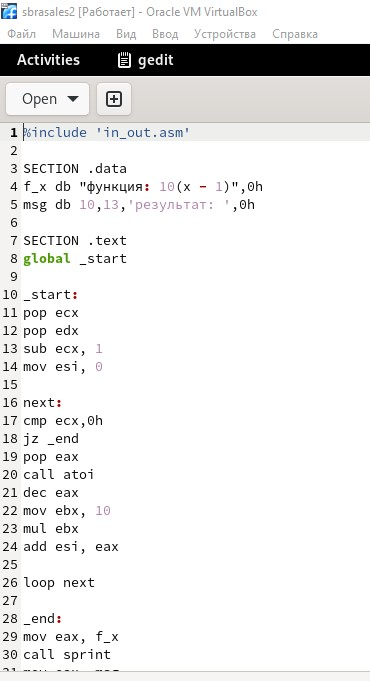 sbrasales2 [Работает] - Oracle VM VirtualBox
Файл Машина Вид Ввод Устройства Справка
Activities gedit
Open
1 %include 'in_out.asm'
2
3 SECTION .data
4 f_x db "функция: 10(x - 1)",0h
5 msg db 10,13,'результат: ',0h
6
7 SECTION .text
8 global _start
9
10 _start:
11 pop ecx
12 pop edx
13 sub ecx, 1
14 mov esi, 0
15
16 next:
17 cmp ecx,0h
18 jz _end
19 pop eax
20 call atoi
21 dec eax
22 mov ebx, 10
23 mul ebx
24 add esi, eax
25
26 loop next
27
28 _end:
29 mov eax, f_x
30 call sprint
31 mov eax, msg